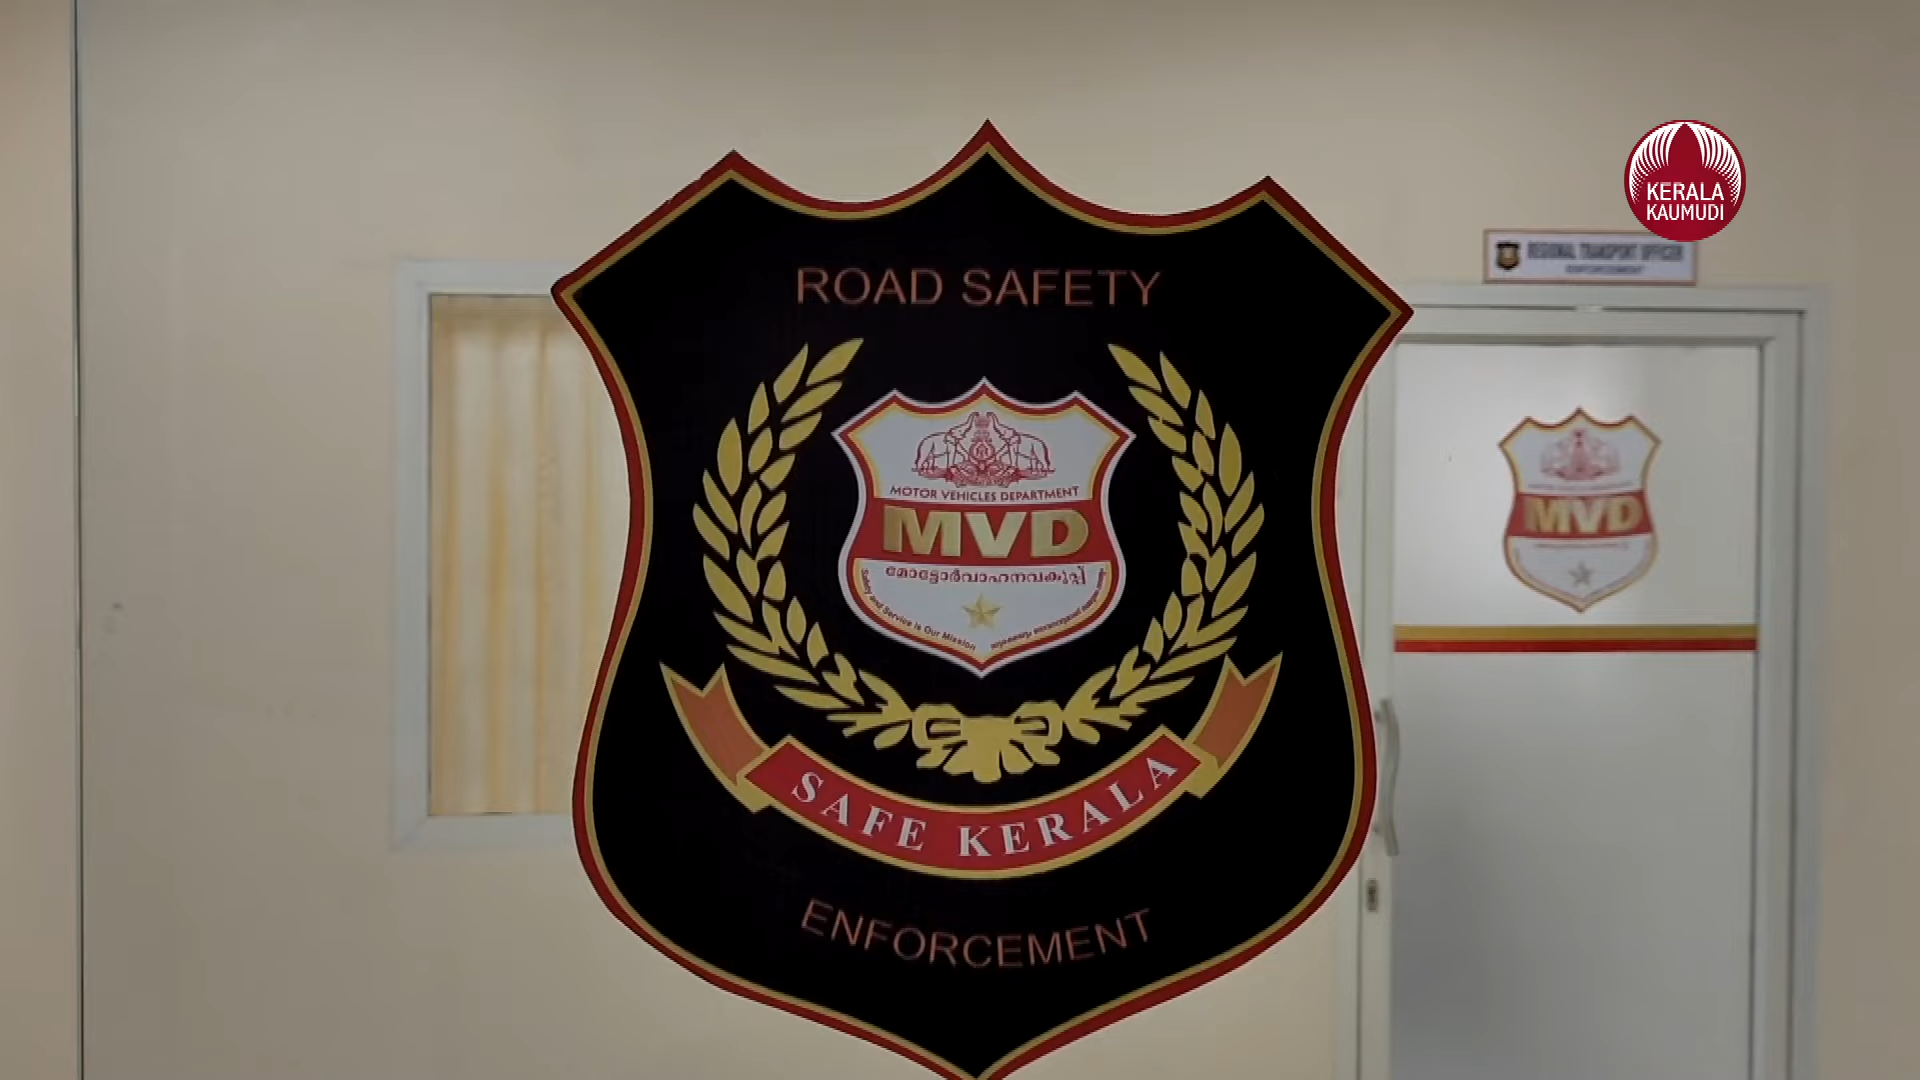 KERALA
KAUMUDI
REGIONAL TRANSPORT OFFICER
ENFORCEMENT
ROAD SAFETY
MOTOR VEHICLES DEPARTMENT
MVD
മോട്ടോർവാഹനവകുപ്പ്
Safety and Service is Our Mission
SAFE KERALA
ENFORCEMENT
MVD